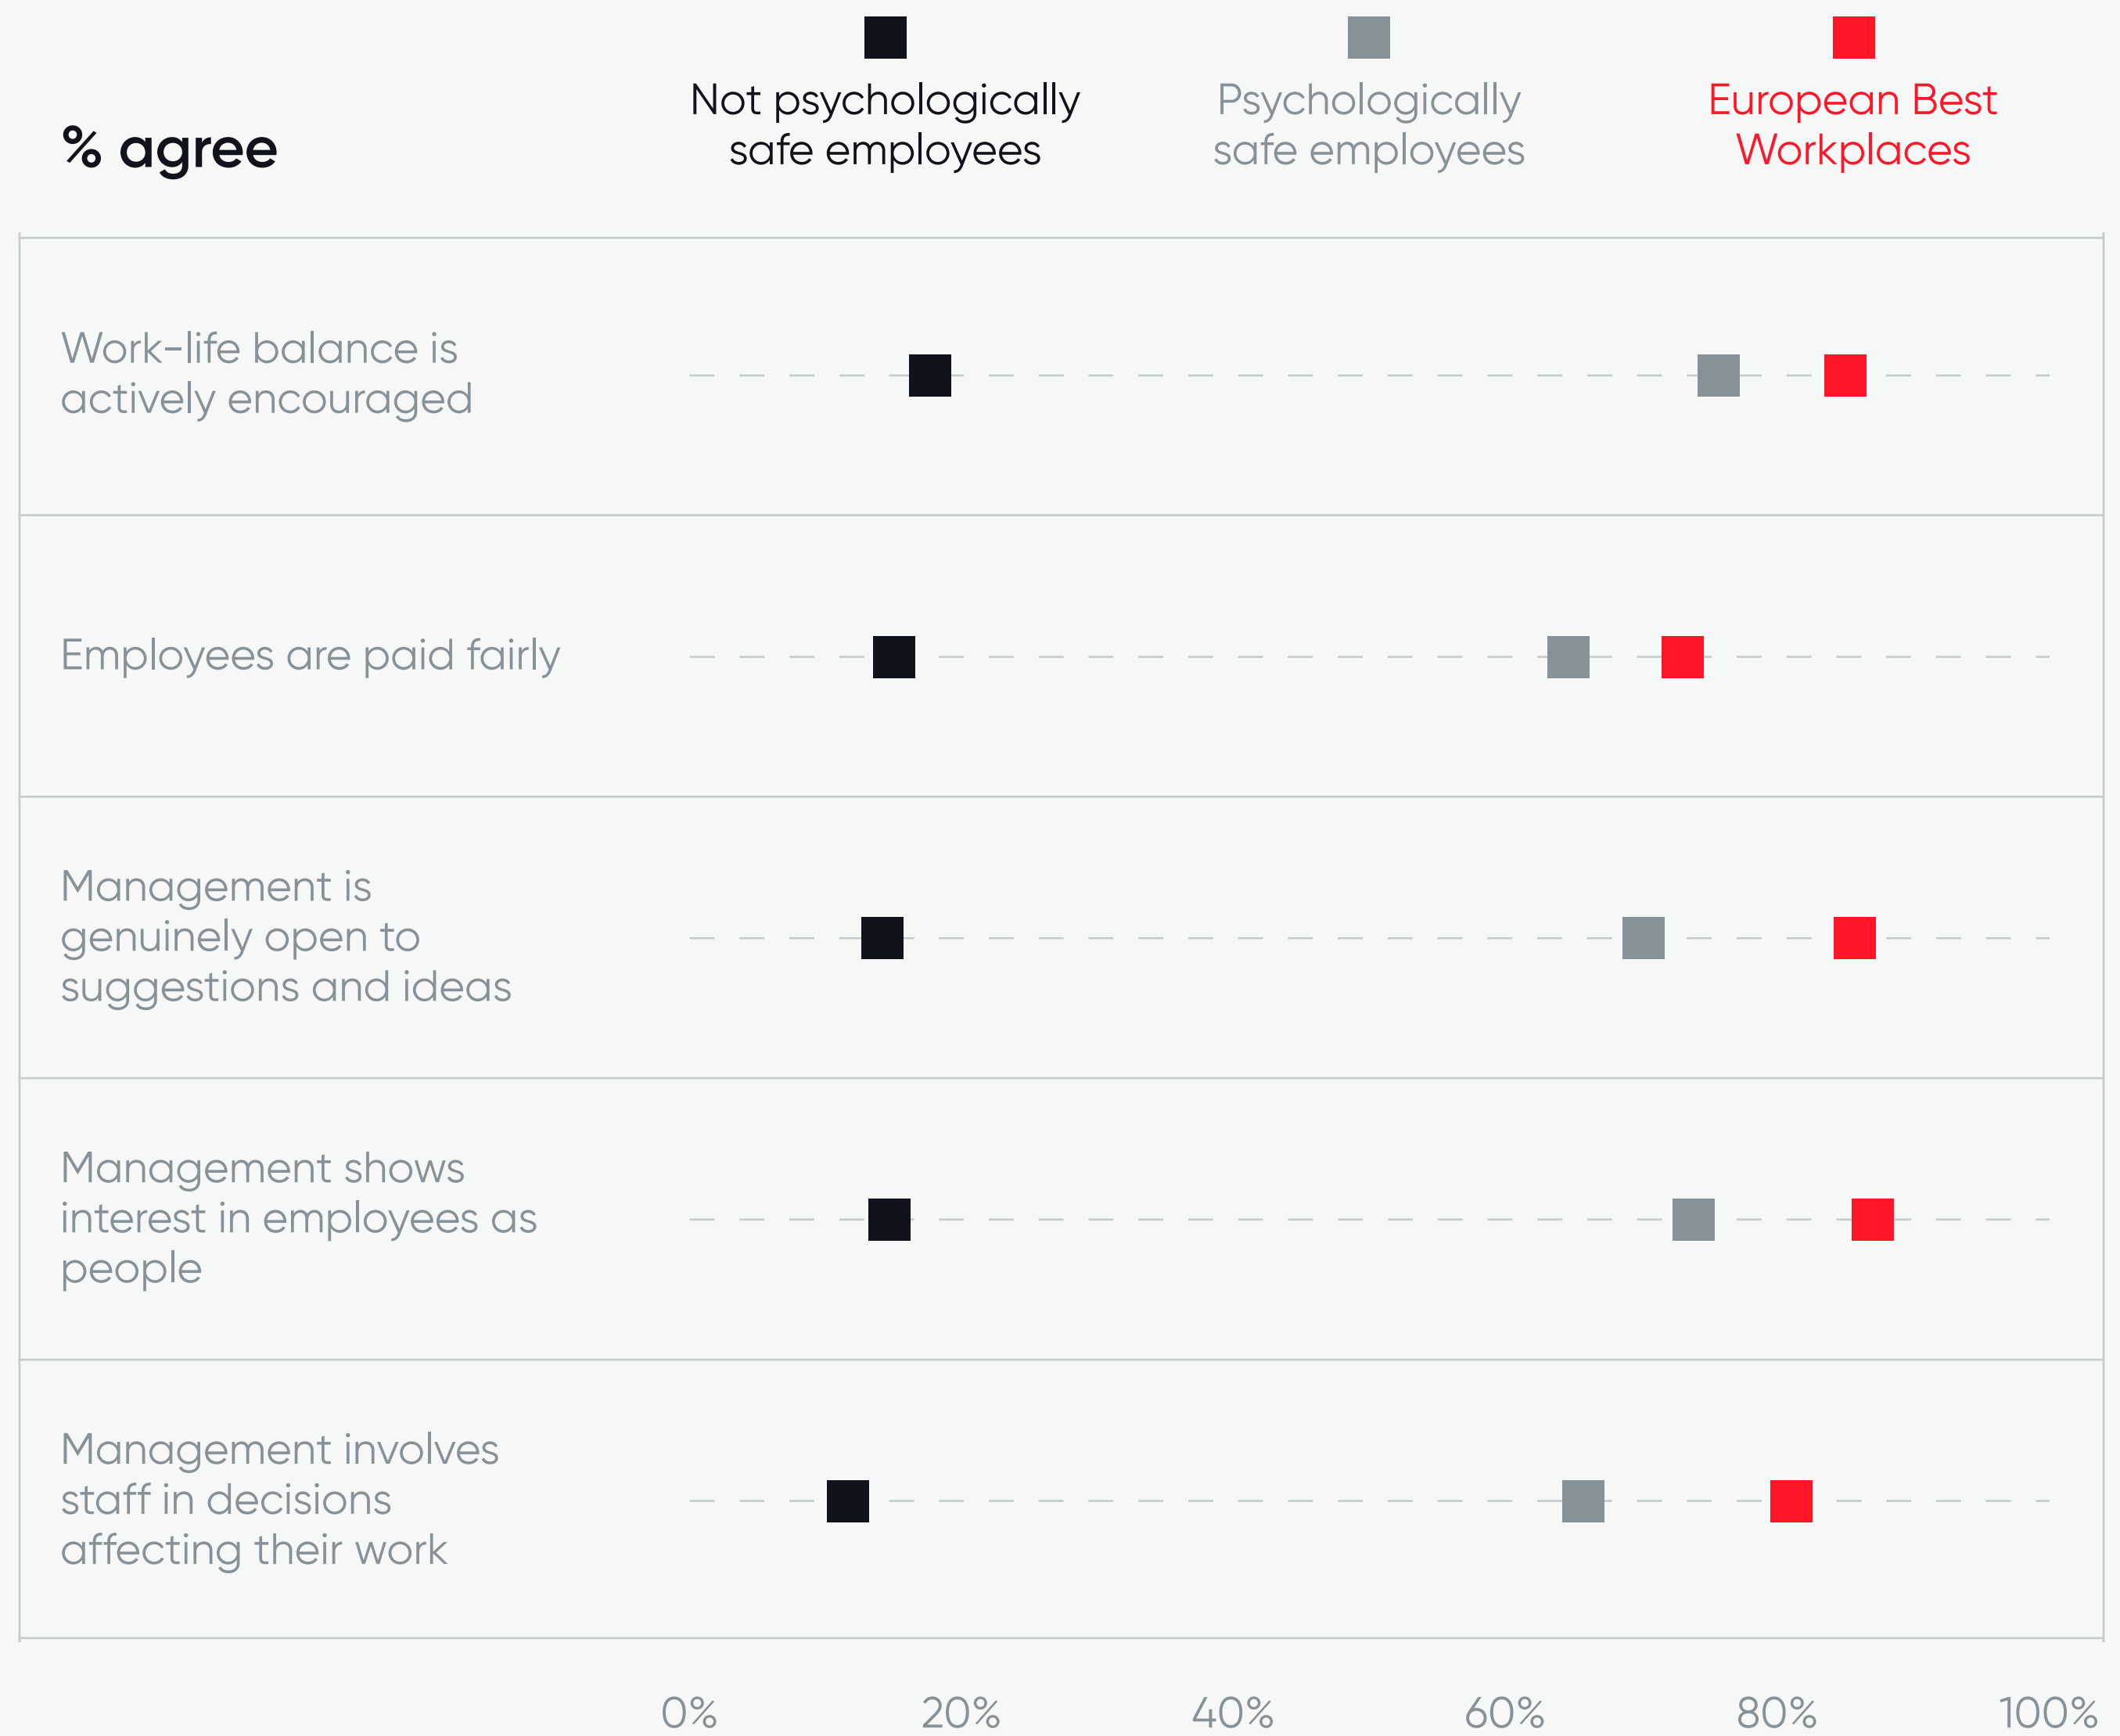 % agree
Not psychologically
safe employees
Psychologically
safe employees
European Best
Workplaces
Work-life balance is
actively encouraged
Employees are paid fairly
Management is
genuinely open to
suggestions and ideas
Management shows
interest in employees as
people
Management involves
staff in decisions
affecting their work
0% 20% 40% 60% 80% 100%